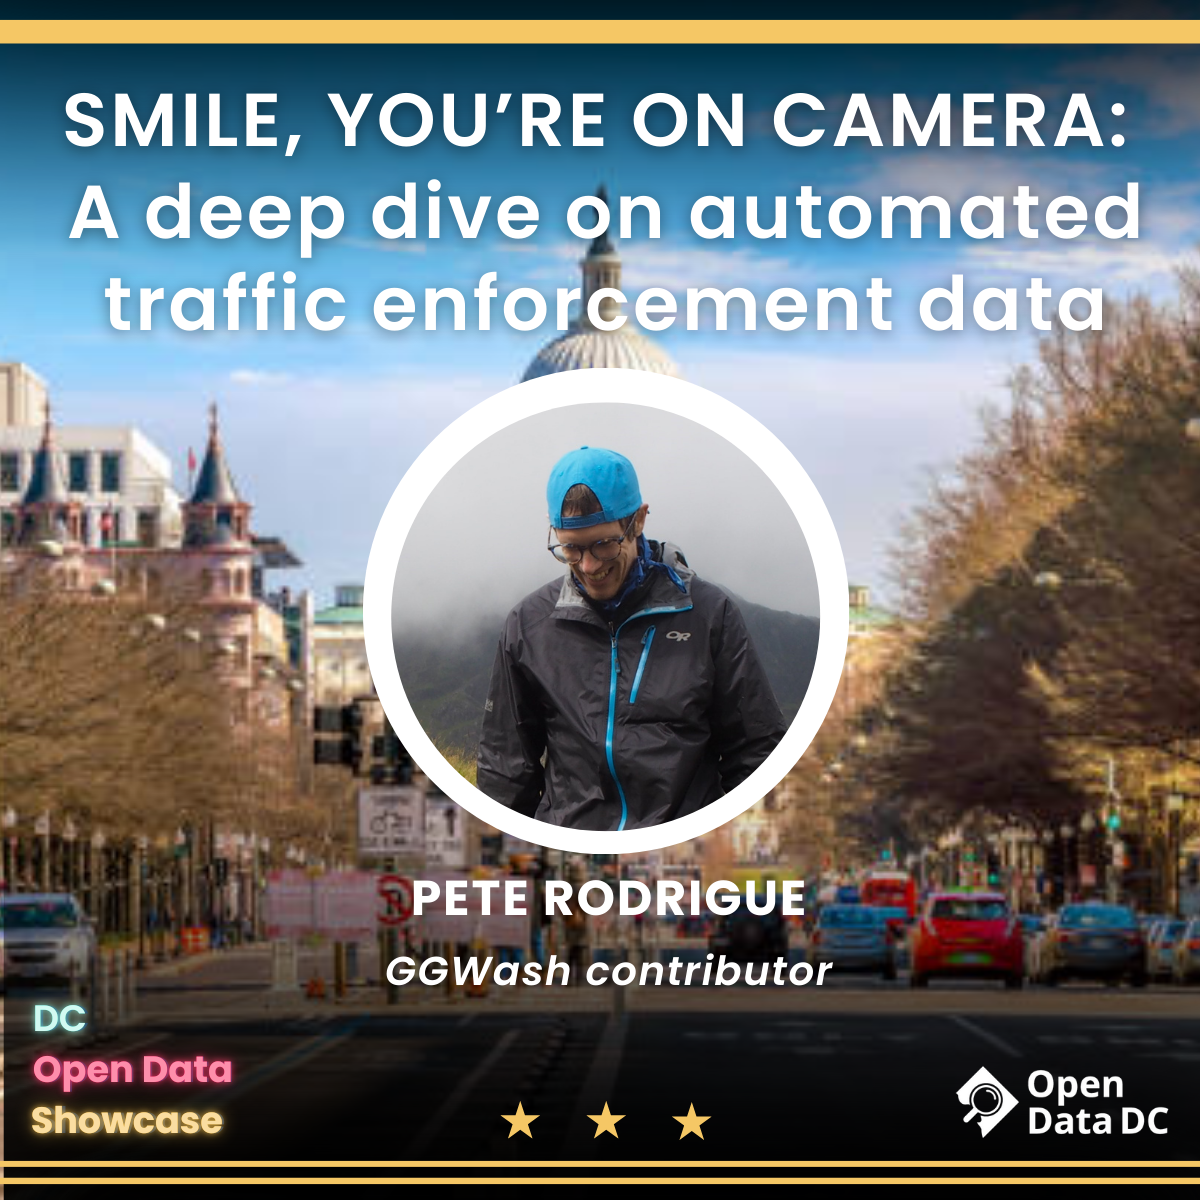 SMILE, YOU’RE ON CAMERA:
A deep dive on automated
traffic enforcement data
OR
PETE RODRIGUE
GGWash contributor
DC
Open Data
Showcase
Open
Data DC